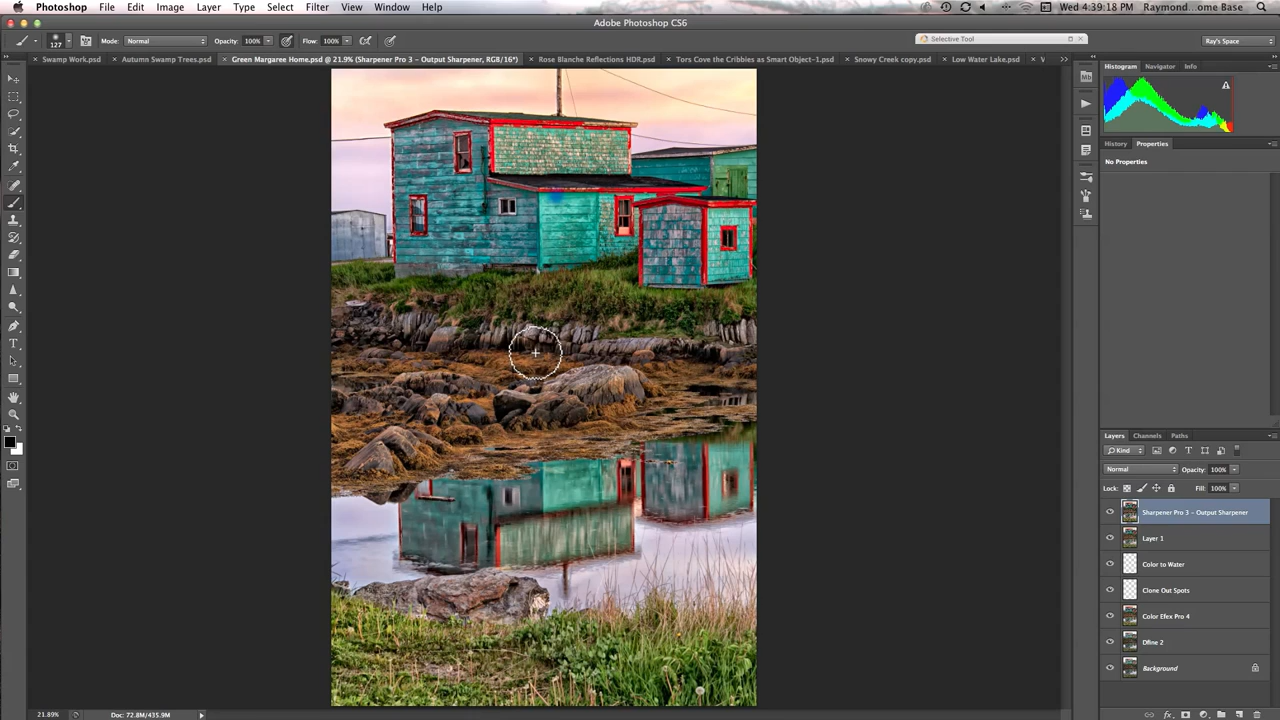 Photoshop File Edit Image Layer Type Select Filter View Window Help Wed 4:39:18 PM Raymond...ome Base
Adobe Photoshop CS6
127 Mode: Normal Opacity: 100% Flow: 100% Selective Tool Ray's Space
Swamp Work.psd Autumn Swamp Trees.psd Green Margaree Home.psd @ 21.9% (Sharpener Pro 3 - Output Sharpener, RGB/16*) Rose Blanche Reflections HDR.psd Tors Cove the Cribbies as Smart Object-1.psd Snowy Creek copy.psd Low Water Lake.psd
Histogram Navigator Info
Mb
History Properties
No Properties
Layers Channels Paths
Kind
Normal Opacity: 100%
Lock: Fill: 100%
Sharpener Pro 3 - Output Sharpener
Layer 1
Color to Water
Clone Out Spots
Color Efex Pro 4
Dfine 2
Background
21.89% Doc: 72.8M/435.9M
fx